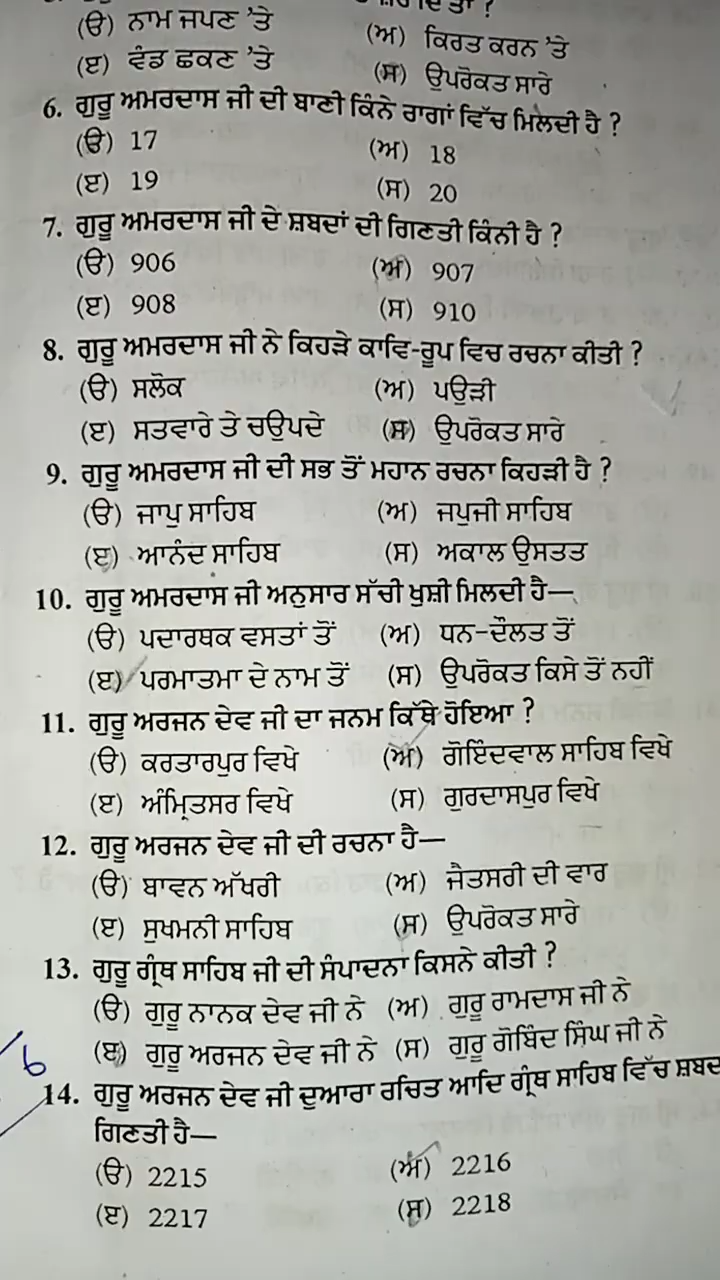 (ੳ) ਨਾਮ ਜਪਣ 'ਤੇ (ਅ) ਕਿਰਤ ਕਰਨ 'ਤੇ
(ੲ) ਵੰਡ ਛਕਣ 'ਤੇ (ਸ) ਉਪਰੋਕਤ ਸਾਰੇ
6. ਗੁਰੂ ਅਮਰਦਾਸ ਜੀ ਦੀ ਬਾਣੀ ਕਿੰਨੇ ਰਾਗਾਂ ਵਿੱਚ ਮਿਲਦੀ ਹੈ ?
(ੳ) 17 (ਅ) 18
(ੲ) 19 (ਸ) 20
7. ਗੁਰੂ ਅਮਰਦਾਸ ਜੀ ਦੇ ਸ਼ਬਦਾਂ ਦੀ ਗਿਣਤੀ ਕਿੰਨੀ ਹੈ ?
(ੳ) 906 (ਅ) 907
(ੲ) 908 (ਸ) 910
8. ਗੁਰੂ ਅਮਰਦਾਸ ਜੀ ਨੇ ਕਿਹੜੇ ਕਾਵਿ-ਰੂਪ ਵਿਚ ਰਚਨਾ ਕੀਤੀ ?
(ੳ) ਸਲੋਕ (ਅ) ਪਉੜੀ
(ੲ) ਸਤਵਾਰੇ ਤੇ ਚਉਪਦੇ (ਸ) ਉਪਰੋਕਤ ਸਾਰੇ
9. ਗੁਰੂ ਅਮਰਦਾਸ ਜੀ ਦੀ ਸਭ ਤੋਂ ਮਹਾਨ ਰਚਨਾ ਕਿਹੜੀ ਹੈ ?
(ੳ) ਜਾਪੁ ਸਾਹਿਬ (ਅ) ਜਪੁਜੀ ਸਾਹਿਬ
(ੲ) ਆਨੰਦ ਸਾਹਿਬ (ਸ) ਅਕਾਲ ਉਸਤਤ
10. ਗੁਰੂ ਅਮਰਦਾਸ ਜੀ ਅਨੁਸਾਰ ਸੱਚੀ ਖੁਸ਼ੀ ਮਿਲਦੀ ਹੈ—
(ੳ) ਪਦਾਰਥਕ ਵਸਤਾਂ ਤੋਂ (ਅ) ਧਨ-ਦੌਲਤ ਤੋਂ
(ੲ) ਪਰਮਾਤਮਾ ਦੇ ਨਾਮ ਤੋਂ (ਸ) ਉਪਰੋਕਤ ਕਿਸੇ ਤੋਂ ਨਹੀਂ
11. ਗੁਰੂ ਅਰਜਨ ਦੇਵ ਜੀ ਦਾ ਜਨਮ ਕਿੱਥੇ ਹੋਇਆ ?
(ੳ) ਕਰਤਾਰਪੁਰ ਵਿਖੇ (ਅ) ਗੋਇੰਦਵਾਲ ਸਾਹਿਬ ਵਿਖੇ
(ੲ) ਅੰਮ੍ਰਿਤਸਰ ਵਿਖੇ (ਸ) ਗੁਰਦਾਸਪੁਰ ਵਿਖੇ
12. ਗੁਰੂ ਅਰਜਨ ਦੇਵ ਜੀ ਦੀ ਰਚਨਾ ਹੈ—
(ੳ) ਬਾਵਨ ਅੱਖਰੀ (ਅ) ਜੈਤਸਰੀ ਦੀ ਵਾਰ
(ੲ) ਸੁਖਮਨੀ ਸਾਹਿਬ (ਸ) ਉਪਰੋਕਤ ਸਾਰੇ
13. ਗੁਰੂ ਗ੍ਰੰਥ ਸਾਹਿਬ ਜੀ ਦੀ ਸੰਪਾਦਨਾ ਕਿਸਨੇ ਕੀਤੀ ?
(ੳ) ਗੁਰੂ ਨਾਨਕ ਦੇਵ ਜੀ ਨੇ (ਅ) ਗੁਰੂ ਰਾਮਦਾਸ ਜੀ ਨੇ
(ੲ) ਗੁਰੂ ਅਰਜਨ ਦੇਵ ਜੀ ਨੇ (ਸ) ਗੁਰੂ ਗੋਬਿੰਦ ਸਿੰਘ ਜੀ ਨੇ
14. ਗੁਰੂ ਅਰਜਨ ਦੇਵ ਜੀ ਦੁਆਰਾ ਰਚਿਤ ਆਦਿ ਗ੍ਰੰਥ ਸਾਹਿਬ ਵਿੱਚ ਸ਼ਬਦ
ਗਿਣਤੀ ਹੈ—
(ੳ) 2215 (ਅ) 2216
(ੲ) 2217 (ਸ) 2218